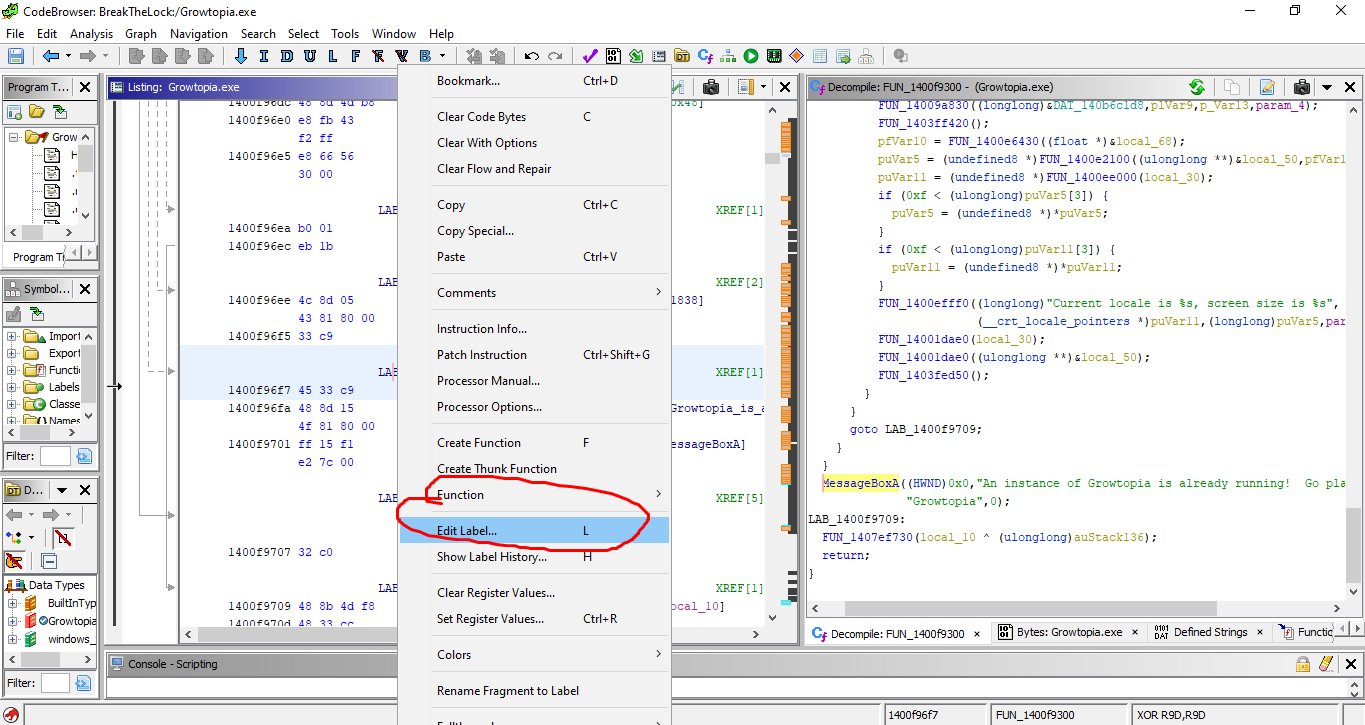 CodeBrowser: BreakTheLock:/Growtopia.exe
File Edit Analysis Graph Navigation Search Select Tools Window Help
I D U L F R V B
Program T...
Grow
H
Program Tr
Symbol...
Import
Export
Functi
Labels
Classe
Names
Filter:
D...
Data Types
BuiltInTyp
Growtopia
windows_
Filter:
Listing: Growtopia.exe
1400f96dc 48 8d 4d b8 0x48]
1400f96e0 e8 fb 43
f2 ff
1400f96e5 e8 66 56
30 00
LAB XREF[1]
1400f96ea b0 01
1400f96ec eb 1b
LAB XREF[2]
1400f96ee 4c 8d 05 1838]
43 81 80 00
1400f96f5 33 c9
LAB XREF[1]
1400f96f7 45 33 c9
1400f96fa 48 8d 15 Growtopia_is_a
4f 81 80 00
1400f9701 ff 15 f1 essageBoxA]
e2 7c 00
LAB XREF[5]
1400f9707 32 c0
LAB XREF[1]
1400f9709 48 8b 4d f8 ocal_10]
1400f970d 48 33 cc
Bookmark... Ctrl+D
Clear Code Bytes C
Clear With Options
Clear Flow and Repair
Copy Ctrl+C
Copy Special...
Paste Ctrl+V
Comments
Instruction Info...
Patch Instruction Ctrl+Shift+G
Processor Manual...
Processor Options...
Create Function F
Create Thunk Function
Function
Edit Label... L
Show Label History... H
Clear Register Values...
Set Register Values... Ctrl+R
Colors
Rename Fragment to Label
Decompile: FUN_1400f9300 - (Growtopia.exe)
FUN_14009a830((longlong)&DAT_140b6c1d8,plVar9,p_Var13,param_4);
FUN_1403ff420();
pfVar10 = FUN_1400e6430((float *)&local_68);
puVar5 = (undefined8 *)FUN_1400e2100((ulonglong **)&local_50,pfVar1
puVar11 = (undefined8 *)FUN_1400ee000(local_30);
if (0xf < (ulonglong)puVar5[3]) {
puVar5 = (undefined8 *)*puVar5;
}
if (0xf < (ulonglong)puVar11[3]) {
puVar11 = (undefined8 *)*puVar11;
}
FUN_1400efff0((longlong)"Current locale is %s, screen size is %s",
(__crt_locale_pointers *)puVar11,(longlong)puVar5,par
FUN_14001dae0(local_30);
FUN_14001dae0((ulonglong **)&local_50);
FUN_1403fed50();
}
}
goto LAB_1400f9709;
}
}
MessageBoxA((HWND)0x0,"An instance of Growtopia is already running! Go pla
"Growtopia",0);
LAB_1400f9709:
FUN_1407ef730(local_10 ^ (ulonglong)auStack136);
return;
}
Decompile: FUN_1400f9300 × Bytes: Growtopia.exe × Defined Strings × Functio
Console - Scripting
1400f96f7 FUN_1400f9300 XOR R9D,R9D